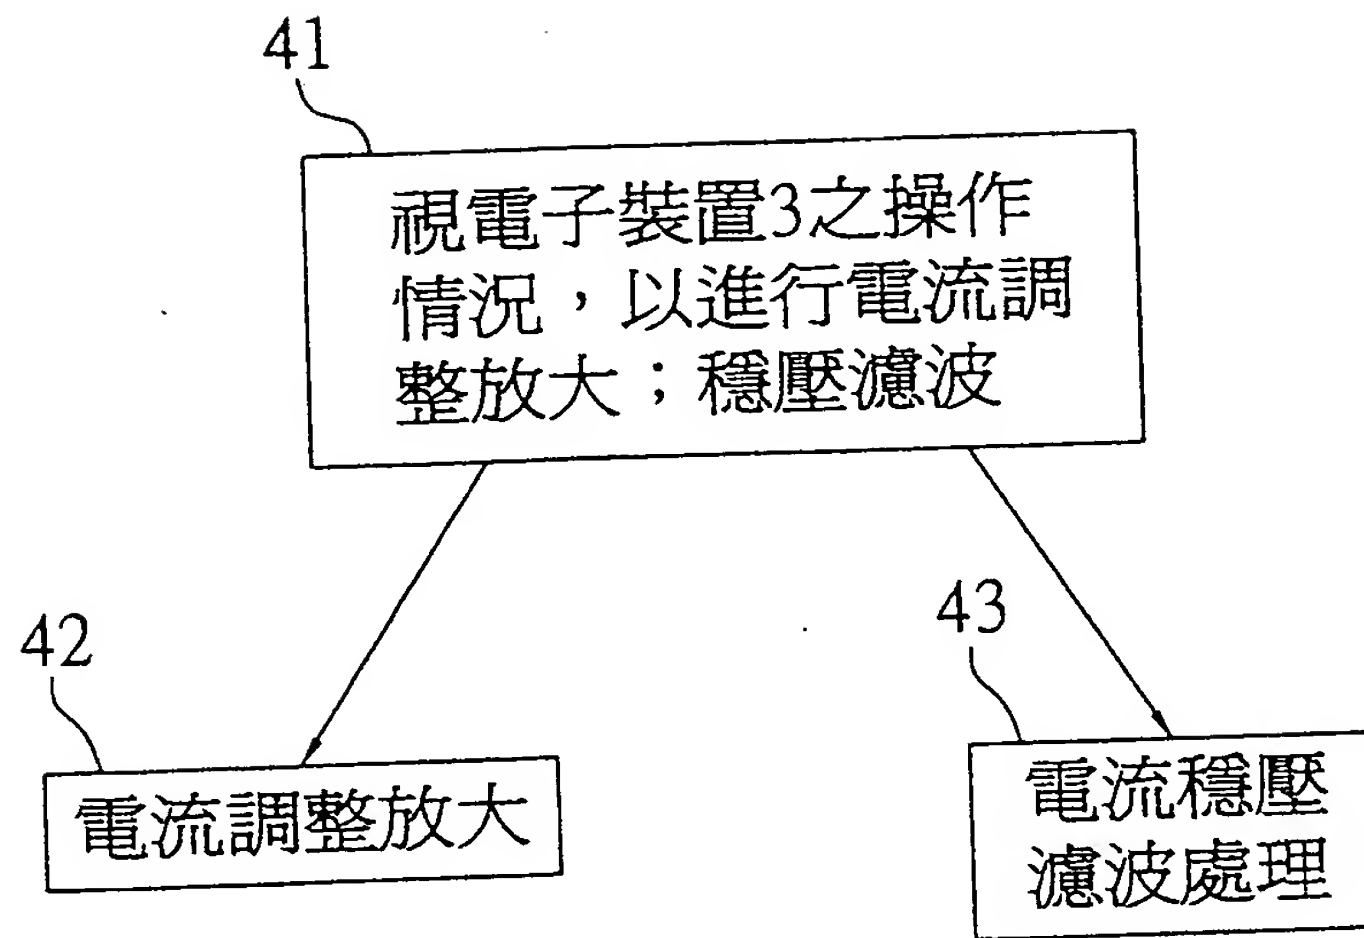 41
視電子裝置3之操作
情況，以進行電流調
整放大；穩壓濾波
42
電流調整放大
43
電流穩壓
濾波處理